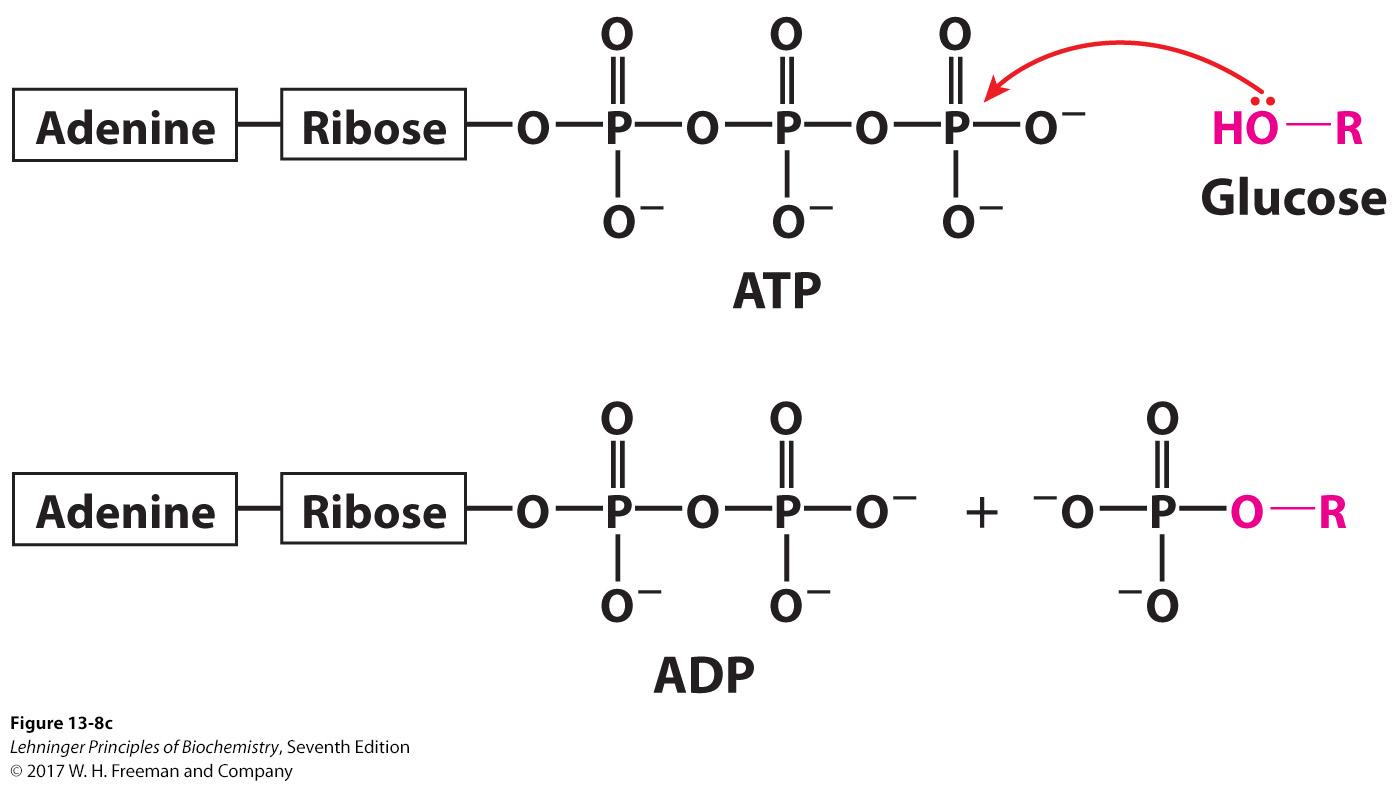 O O O
Adenine Ribose O P O P O P O⁻ HÖ R
Glucose
O⁻ O⁻ O⁻
ATP
O O O
Adenine Ribose O P O P O⁻ + ⁻O P O R
O⁻ O⁻ ⁻O
ADP
Figure 13-8c
Lehninger Principles of Biochemistry, Seventh Edition
© 2017 W. H. Freeman and Company